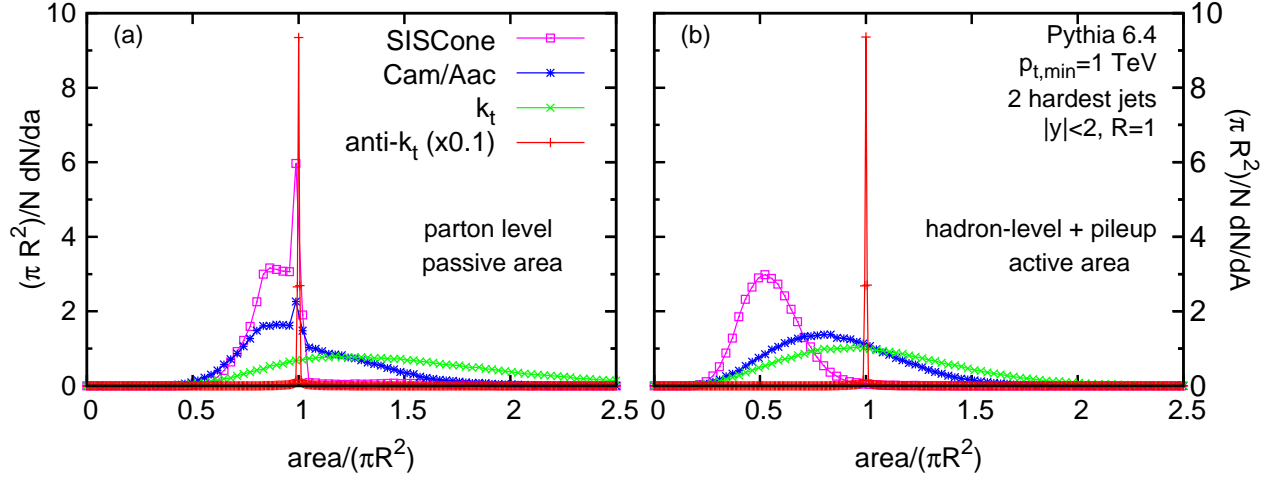 (a)
SISCone
Cam/Aac
k_t
anti-k_t (x0.1)
parton level
passive area
(π R^2)/N dN/da
0
2
4
6
8
10
0
0.5
1
1.5
2
2.5
area/(πR^2)
(b)
Pythia 6.4
p_{t,min}=1 TeV
2 hardest jets
|y|<2, R=1
hadron-level + pileup
active area
(π R^2)/N dN/dA
0
2
4
6
8
10
0
0.5
1
1.5
2
2.5
area/(πR^2)